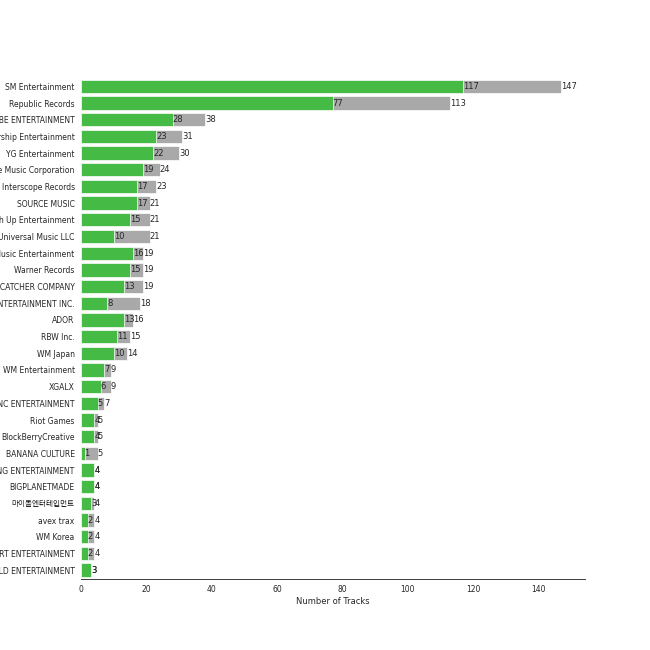 SM Entertainment 117 147
Republic Records 77 113
BE ENTERTAINMENT 28 38
rship Entertainment 23 31
YG Entertainment 22 30
e Music Corporation 19 24
Interscope Records 17 23
SOURCE MUSIC 17 21
h Up Entertainment 15 21
Universal Music LLC 10 21
Music Entertainment 16 19
Warner Records 15 19
CATCHER COMPANY 13 19
NTERTAINMENT INC. 8 18
ADOR 13 16
RBW Inc. 11 15
WM Japan 10 14
WM Entertainment 7 9
XGALX 6 9
NC ENTERTAINMENT 5 7
Riot Games 4 5
BlockBerryCreative 4 5
BANANA CULTURE 1 5
NG ENTERTAINMENT 4
BIGPLANETMADE 4
마이돌엔터테인먼트 3 4
avex trax 2 4
WM Korea 2 4
RT ENTERTAINMENT 2 4
LD ENTERTAINMENT 3
0 20 40 60 80 100 120 140
Number of Tracks